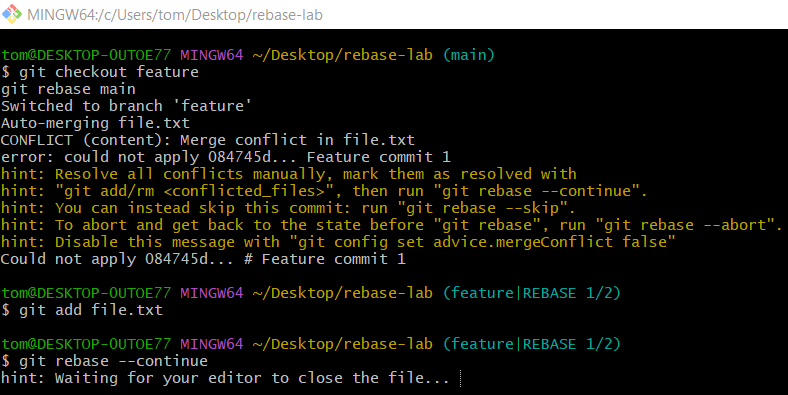 MINGW64:/c/Users/tom/Desktop/rebase-lab
tom@DESKTOP-OUTOE77 MINGW64 ~/Desktop/rebase-lab (main)
$ git checkout feature
git rebase main
Switched to branch 'feature'
Auto-merging file.txt
CONFLICT (content): Merge conflict in file.txt
error: could not apply 084745d... Feature commit 1
hint: Resolve all conflicts manually, mark them as resolved with
hint: "git add/rm <conflicted_files>", then run "git rebase --continue".
hint: You can instead skip this commit: run "git rebase --skip".
hint: To abort and get back to the state before "git rebase", run "git rebase --abort".
hint: Disable this message with "git config set advice.mergeConflict false"
Could not apply 084745d... # Feature commit 1
tom@DESKTOP-OUTOE77 MINGW64 ~/Desktop/rebase-lab (feature|REBASE 1/2)
$ git add file.txt
tom@DESKTOP-OUTOE77 MINGW64 ~/Desktop/rebase-lab (feature|REBASE 1/2)
$ git rebase --continue
hint: Waiting for your editor to close the file...